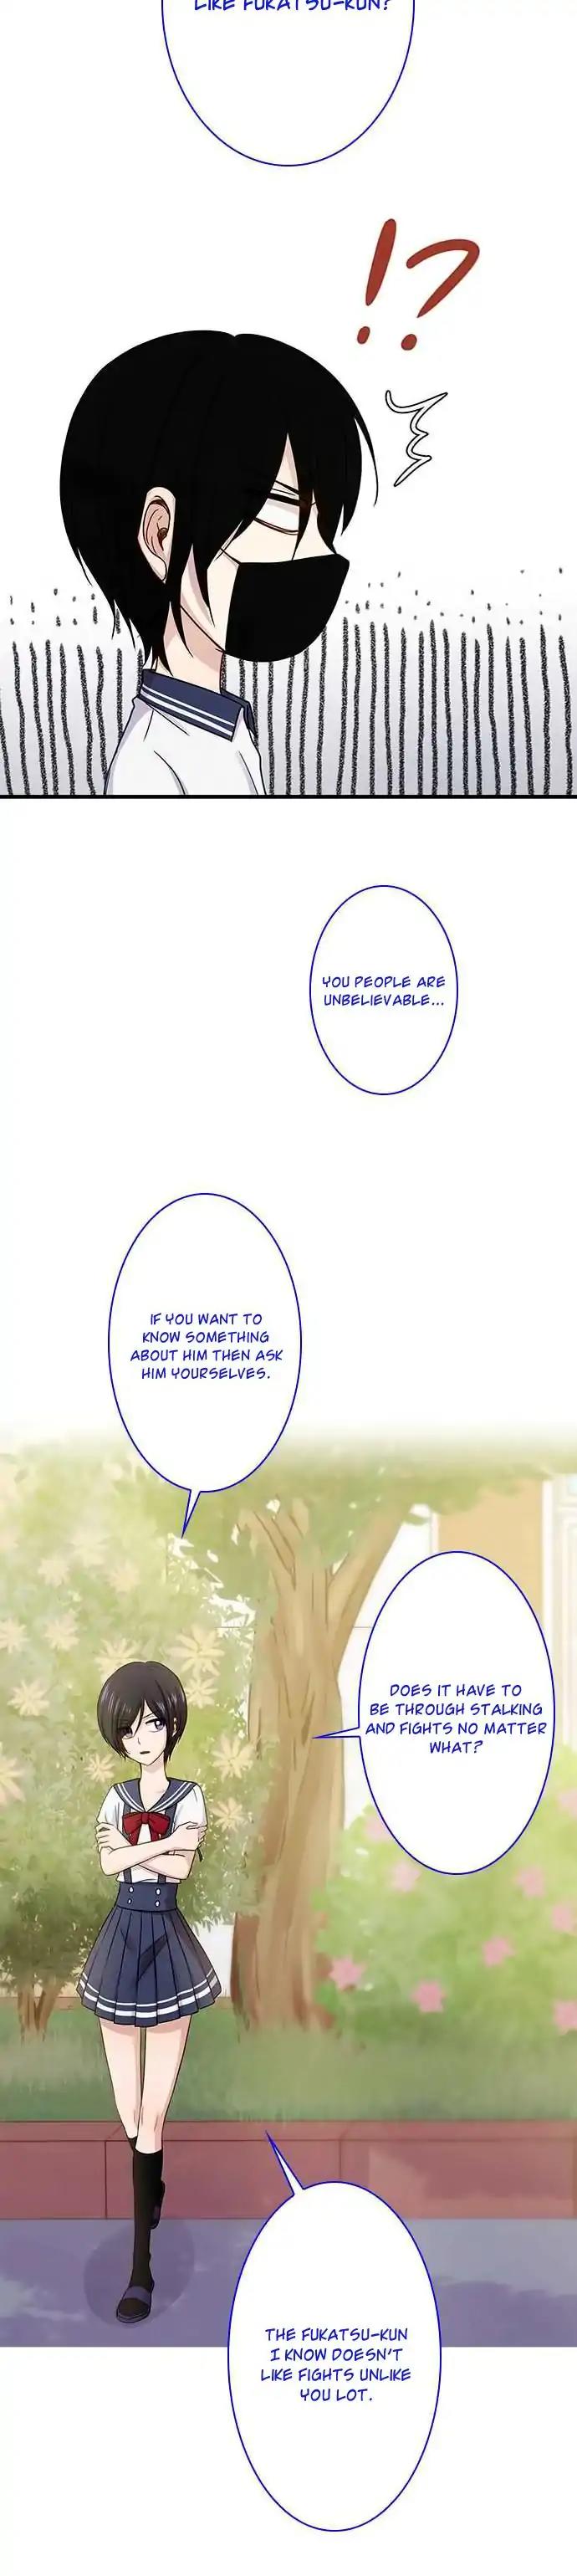 LIKE FUKATSU-KUN?
!?
YOU PEOPLE ARE
UNBELIEVABLE...
IF YOU WANT TO
KNOW SOMETHING
ABOUT HIM THEN ASK
HIM YOURSELVES.
DOES IT HAVE TO
BE THROUGH STALKING
AND FIGHTS NO MATTER
WHAT?
THE FUKATSU-KUN
I KNOW DOESN'T
LIKE FIGHTS UNLIKE
YOU LOT.